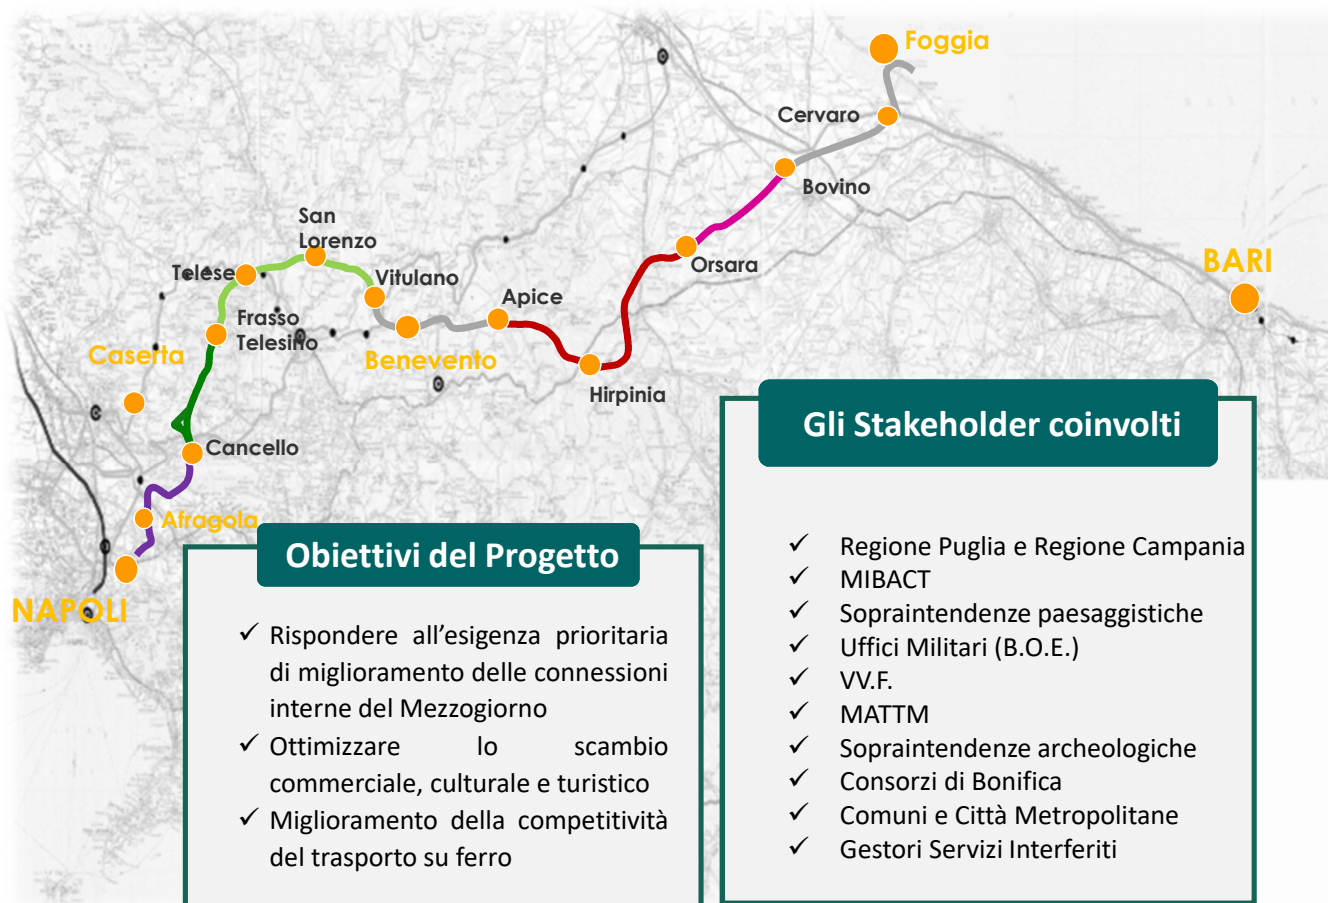 Foggia
Cervaro
Bovino
San
Lorenzo
Orsara
BARI
Telese
Vitulano
Apice
Frasso
Telesino
Caserta
Benevento
Hirpinia
Cancello
Afragola
NAPOLI
Obiettivi del Progetto
✓ Rispondere all’esigenza prioritaria
di miglioramento delle connessioni
interne del Mezzogiorno
✓ Ottimizzare lo scambio
commerciale, culturale e turistico
✓ Miglioramento della competitività
del trasporto su ferro
Gli Stakeholder coinvolti
✓ Regione Puglia e Regione Campania
✓ MIBACT
✓ Sopraintendenze paesaggistiche
✓ Uffici Militari (B.O.E.)
✓ VV.F.
✓ MATTM
✓ Sopraintendenze archeologiche
✓ Consorzi di Bonifica
✓ Comuni e Città Metropolitane
✓ Gestori Servizi Interferiti